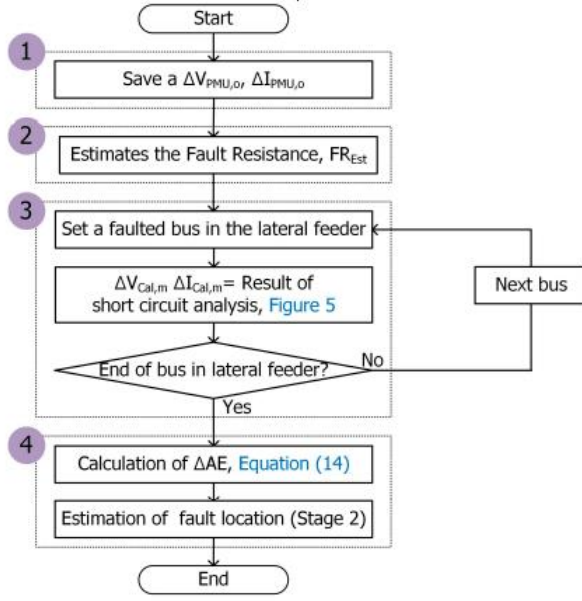 Start
1
Save a ΔV_PMU,o, ΔI_PMU,o
2
Estimates the Fault Resistance, FR_Est
3
Set a faulted bus in the lateral feeder
ΔV_Cal,m ΔI_Cal,m= Result of
short circuit analysis, Figure 5
Next bus
End of bus in lateral feeder?
No
Yes
4
Calculation of ΔAE, Equation (14)
Estimation of fault location (Stage 2)
End